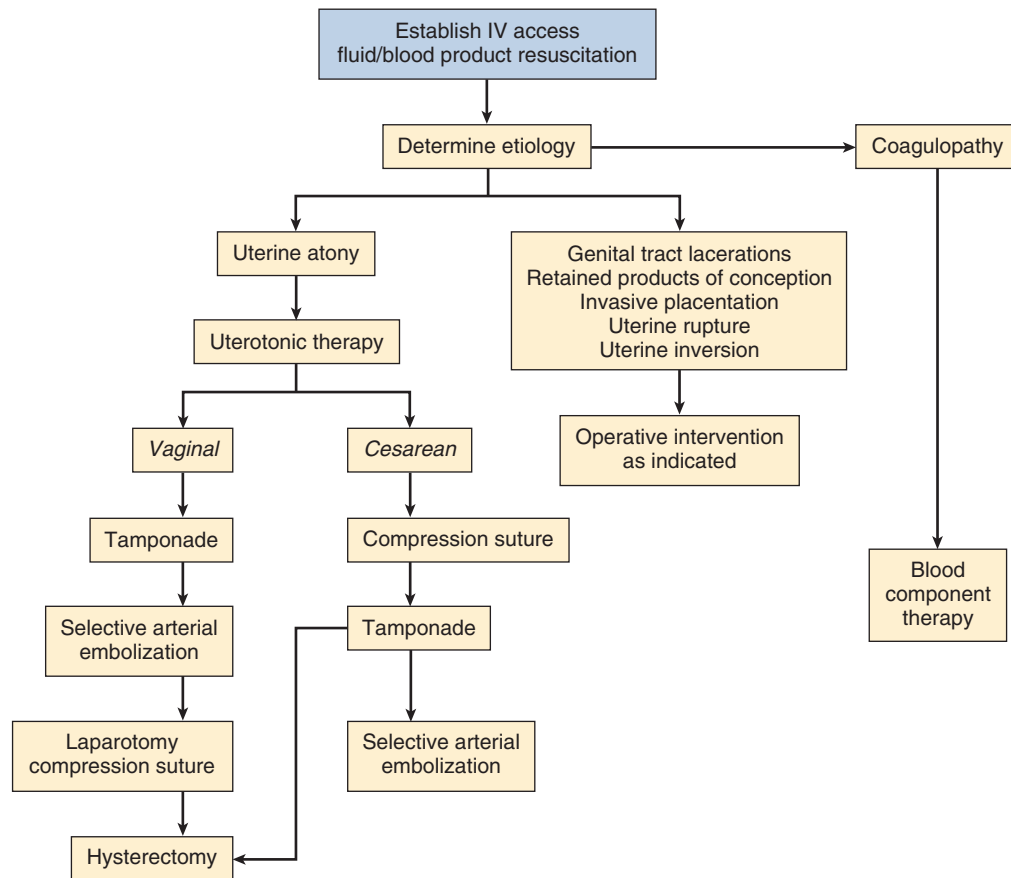 Establish IV access
fluid/blood product resuscitation
Determine etiology
Coagulopathy
Uterine atony
Genital tract lacerations
Retained products of conception
Invasive placentation
Uterine rupture
Uterine inversion
Uterotonic therapy
Vaginal
Cesarean
Operative intervention
as indicated
Tamponade
Compression suture
Blood
component
therapy
Selective arterial
embolization
Tamponade
Laparotomy
compression suture
Selective arterial
embolization
Hysterectomy